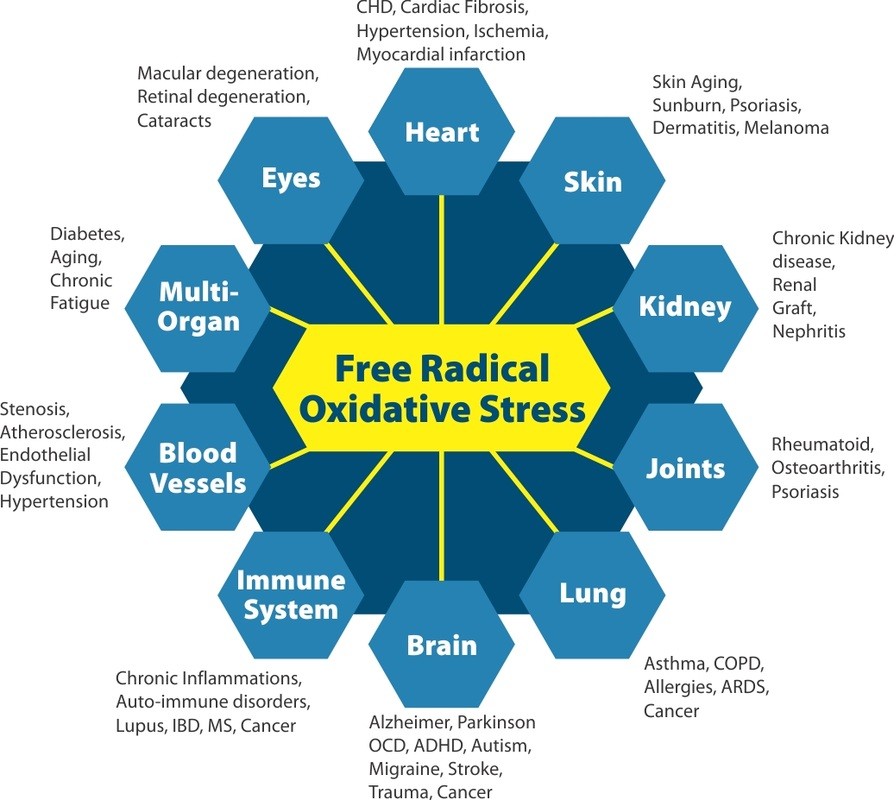 CHD, Cardiac Fibrosis,
Hypertension, Ischemia,
Myocardial infarction
Heart
Skin Aging,
Sunburn, Psoriasis,
Dermatitis, Melanoma
Skin
Chronic Kidney
disease,
Renal
Graft,
Nephritis
Kidney
Rheumatoid,
Osteoarthritis,
Psoriasis
Joints
Asthma, COPD,
Allergies, ARDS,
Cancer
Lung
Alzheimer, Parkinson
OCD, ADHD, Autism,
Migraine, Stroke,
Trauma, Cancer
Brain
Chronic Inflammations,
Auto-immune disorders,
Lupus, IBD, MS, Cancer
Immune
System
Stenosis,
Atherosclerosis,
Endothelial
Dysfunction,
Hypertension
Blood
Vessels
Diabetes,
Aging,
Chronic
Fatigue
Multi-
Organ
Macular degeneration,
Retinal degeneration,
Cataracts
Eyes
Free Radical
Oxidative Stress